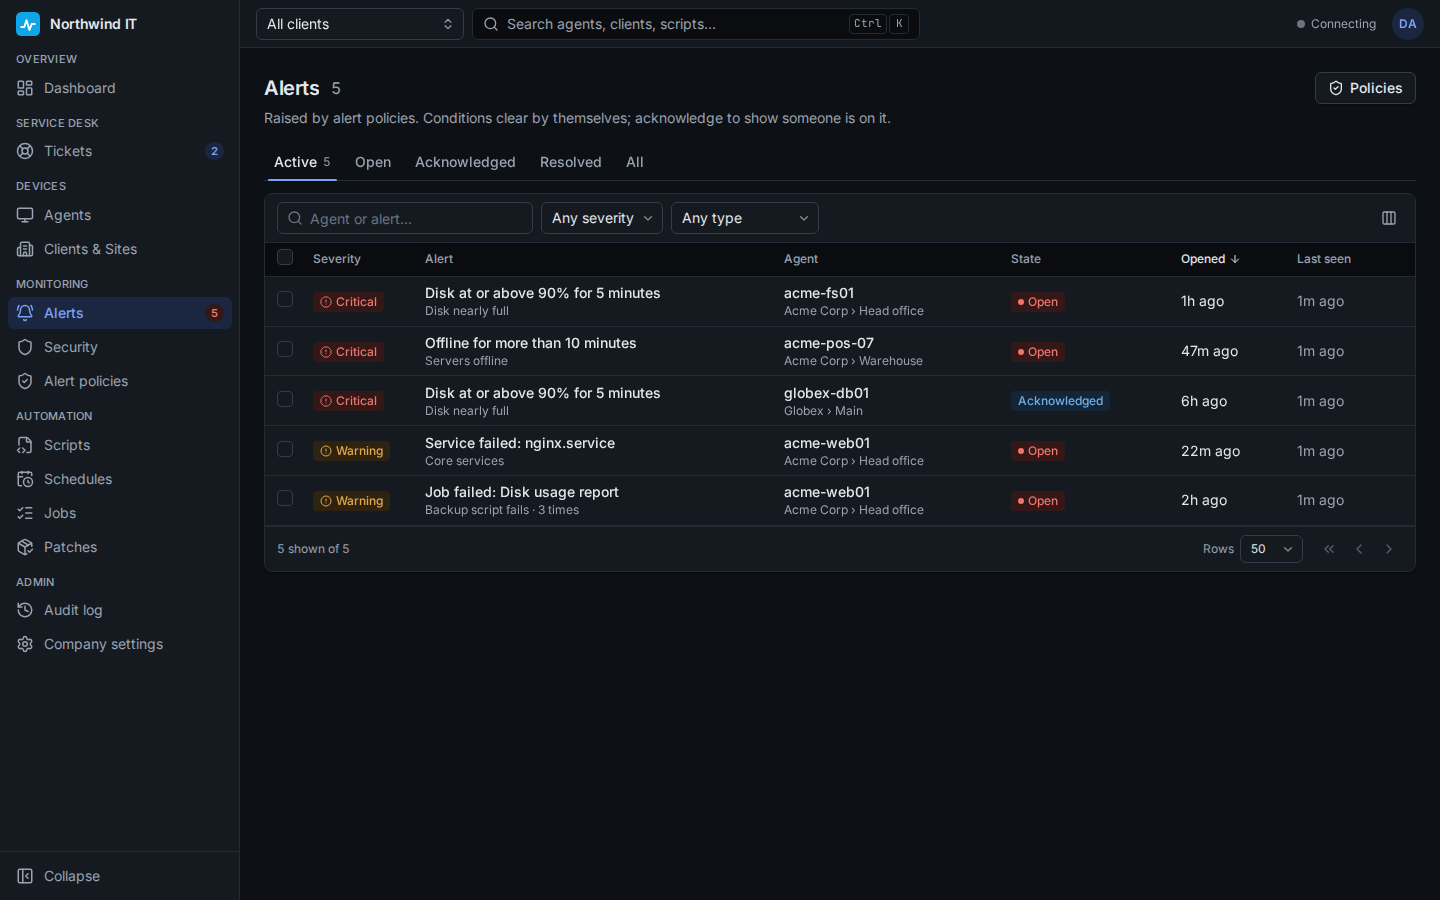 Northwind IT
All clients
Search agents, clients, scripts...
Ctrl K
Connecting
DA
OVERVIEW
Dashboard
SERVICE DESK
Tickets 2
DEVICES
Agents
Clients & Sites
MONITORING
Alerts 5
Security
Alert policies
AUTOMATION
Scripts
Schedules
Jobs
Patches
ADMIN
Audit log
Company settings
Collapse
Alerts 5
Policies
Raised by alert policies. Conditions clear by themselves; acknowledge to show someone is on it.
Active 5 Open Acknowledged Resolved All
Agent or alert... Any severity Any type
Severity Alert Agent State Opened Last seen
Critical Disk at or above 90% for 5 minutes acme-fs01 Open 1h ago 1m ago
Disk nearly full Acme Corp › Head office
Critical Offline for more than 10 minutes acme-pos-07 Open 47m ago 1m ago
Servers offline Acme Corp › Warehouse
Critical Disk at or above 90% for 5 minutes globex-db01 Acknowledged 6h ago 1m ago
Disk nearly full Globex › Main
Warning Service failed: nginx.service acme-web01 Open 22m ago 1m ago
Core services Acme Corp › Head office
Warning Job failed: Disk usage report acme-web01 Open 2h ago 1m ago
Backup script fails · 3 times Acme Corp › Head office
5 shown of 5
Rows 50